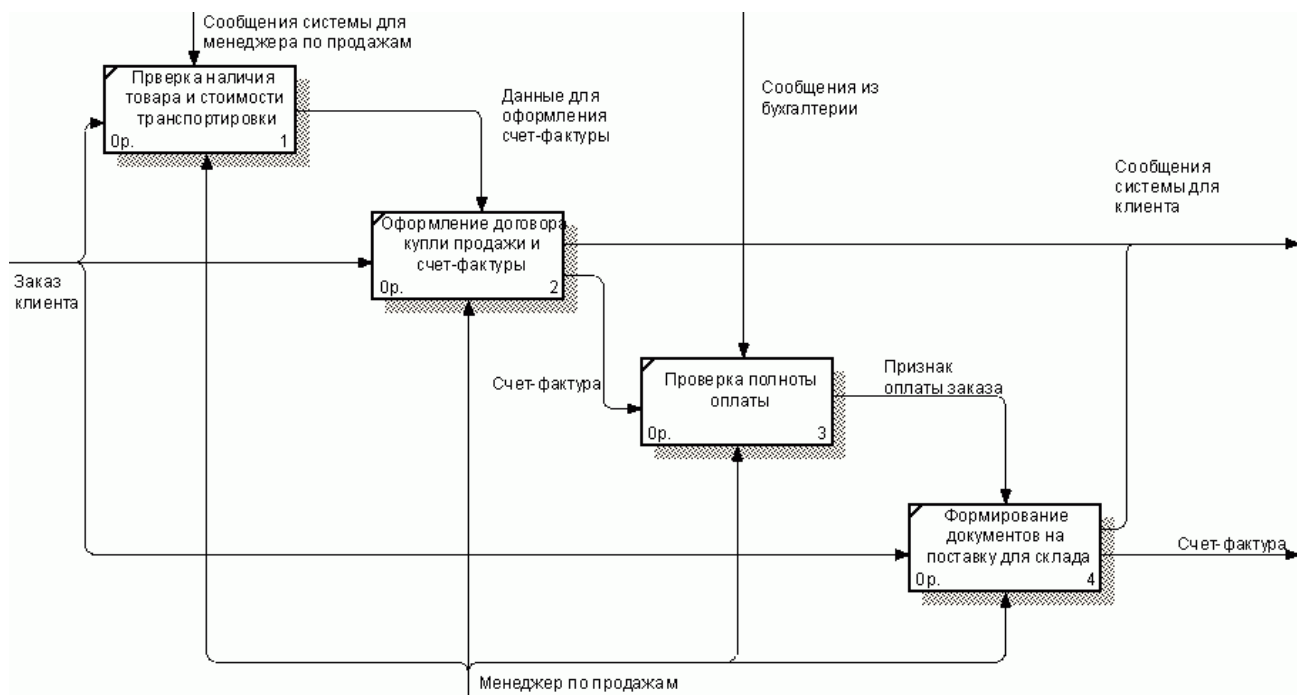 Сообщения системы для
менеджера по продажам
Прверка наличия
товара и стоимости
транспортировки
0р.
1
Данные для
оформления
счет-фактуры
Сообщения из
бухгалтерии
Сообщения
системы для
клиента
Оформление договора
купли продажи и
счет-фактуры
0р.
2
Заказ
клиента
Счет-фактура
Проверка полноты
оплаты
0р.
3
Признак
оплаты заказа
Формирование
документов на
поставку для склада
0р.
4
Счет-фактура
Менеджер по продажам